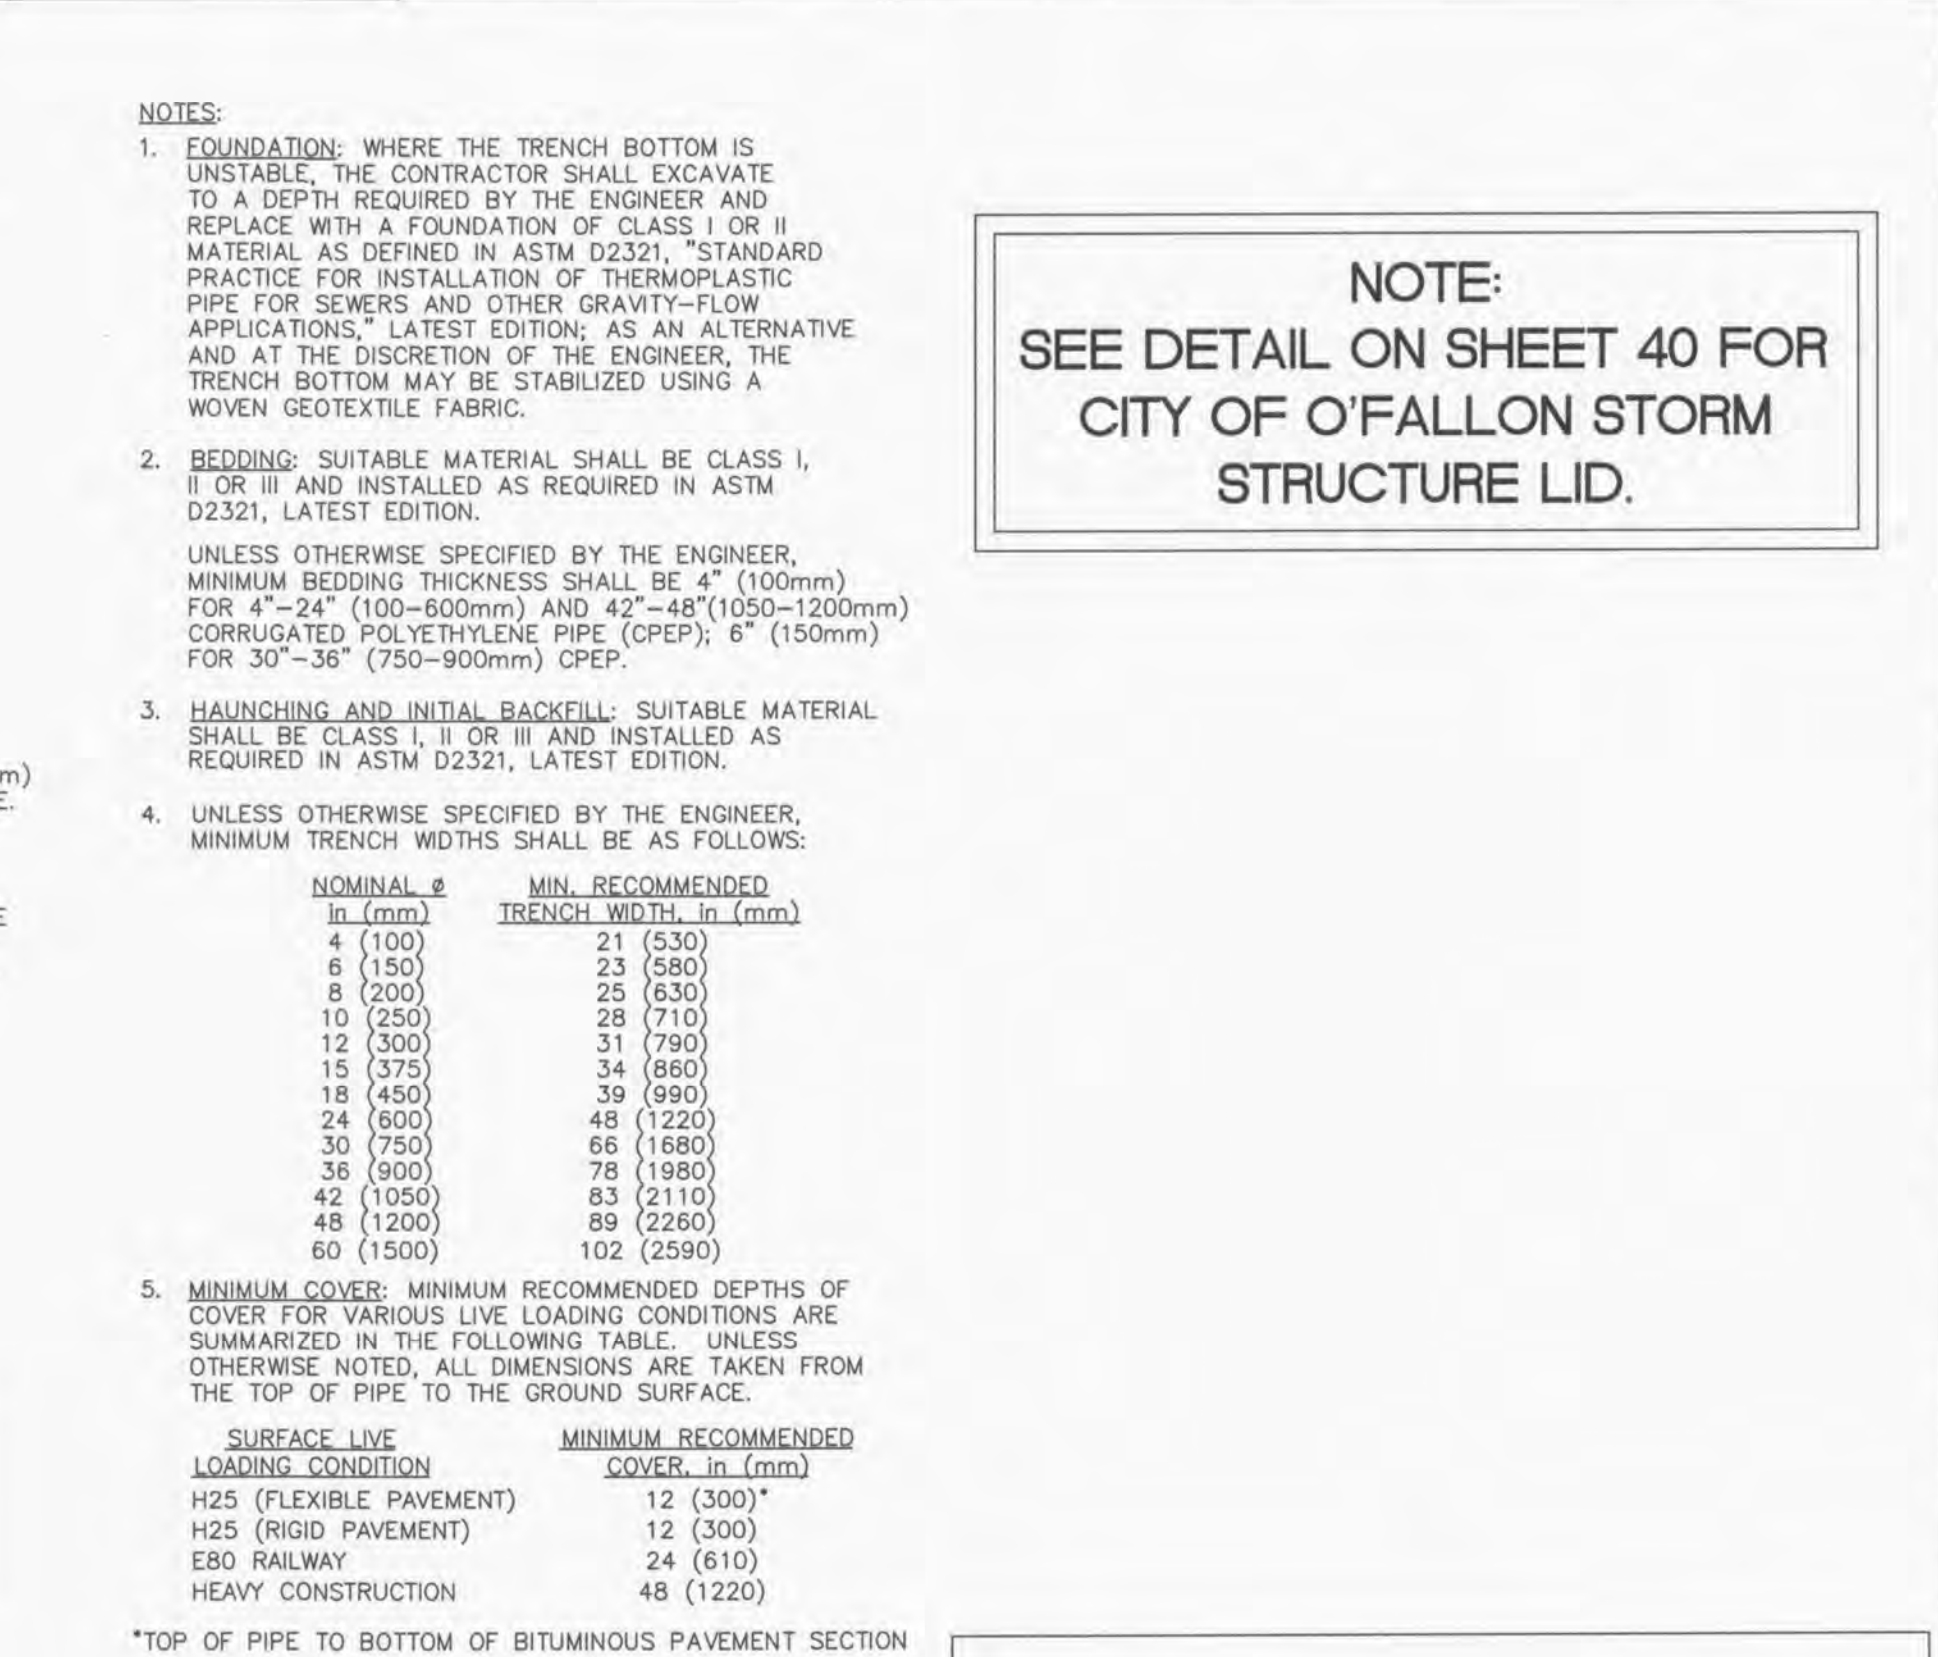 NOTES:
1. FOUNDATION: WHERE THE TRENCH BOTTOM IS
UNSTABLE, THE CONTRACTOR SHALL EXCAVATE
TO A DEPTH REQUIRED BY THE ENGINEER AND
REPLACE WITH A FOUNDATION OF CLASS I OR II
MATERIAL AS DEFINED IN ASTM D2321, "STANDARD
PRACTICE FOR INSTALLATION OF THERMOPLASTIC
PIPE FOR SEWERS AND OTHER GRAVITY-FLOW
APPLICATIONS," LATEST EDITION; AS AN ALTERNATIVE
AND AT THE DISCRETION OF THE ENGINEER, THE
TRENCH BOTTOM MAY BE STABILIZED USING A
WOVEN GEOTEXTILE FABRIC.
2. BEDDING: SUITABLE MATERIAL SHALL BE CLASS I,
II OR III AND INSTALLED AS REQUIRED IN ASTM
D2321, LATEST EDITION.
UNLESS OTHERWISE SPECIFIED BY THE ENGINEER,
MINIMUM BEDDING THICKNESS SHALL BE 4" (100mm)
FOR 4"-24" (100-600mm) AND 42"-48"(1050-1200mm)
CORRUGATED POLYETHYLENE PIPE (CPEP); 6" (150mm)
FOR 30"-36" (750-900mm) CPEP.
3. HAUNCHING AND INITIAL BACKFILL: SUITABLE MATERIAL
SHALL BE CLASS I, II OR III AND INSTALLED AS
REQUIRED IN ASTM D2321, LATEST EDITION.
4. UNLESS OTHERWISE SPECIFIED BY THE ENGINEER,
MINIMUM TRENCH WIDTHS SHALL BE AS FOLLOWS:
NOMINAL ø MIN. RECOMMENDED
in (mm) TRENCH WIDTH, in (mm)
4 (100) 21 (530)
6 (150) 23 (580)
8 (200) 25 (630)
10 (250) 28 (710)
12 (300) 31 (790)
15 (375) 34 (860)
18 (450) 39 (990)
24 (600) 48 (1220)
30 (750) 66 (1680)
36 (900) 78 (1980)
42 (1050) 83 (2110)
48 (1200) 89 (2260)
60 (1500) 102 (2590)
5. MINIMUM COVER: MINIMUM RECOMMENDED DEPTHS OF
COVER FOR VARIOUS LIVE LOADING CONDITIONS ARE
SUMMARIZED IN THE FOLLOWING TABLE. UNLESS
OTHERWISE NOTED, ALL DIMENSIONS ARE TAKEN FROM
THE TOP OF PIPE TO THE GROUND SURFACE.
SURFACE LIVE MINIMUM RECOMMENDED
LOADING CONDITION COVER, in (mm)
H25 (FLEXIBLE PAVEMENT) 12 (300)*
H25 (RIGID PAVEMENT) 12 (300)
E80 RAILWAY 24 (610)
HEAVY CONSTRUCTION 48 (1220)
*TOP OF PIPE TO BOTTOM OF BITUMINOUS PAVEMENT SECTION
NOTE:
SEE DETAIL ON SHEET 40 FOR
CITY OF O'FALLON STORM
STRUCTURE LID.